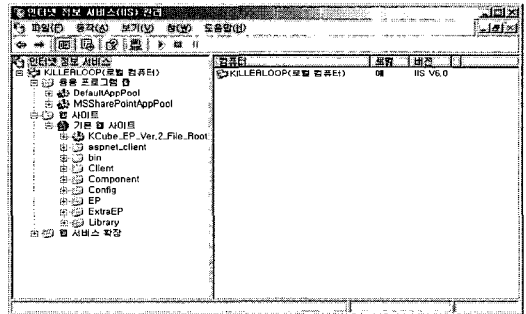 인터넷 정보 서비스(IIS) 관리
파일(F) 동작(A) 보기(V) 창(W) 도움말(H)
인터넷 정보 서비스
KILLERLOOP(로컬 컴퓨터)
응용 프로그램 풀
DefaultAppPool
MSSharePointAppPool
웹 사이트
기본 웹 사이트
KCube_EP_Ver.2_File_Root
aspnet_client
bin
Client
Component
Config
EP
ExtraEP
Library
웹 서비스 확장
컴퓨터 로컬 버전
KILLERLOOP(로컬 컴퓨터) 예 IIS V6.0